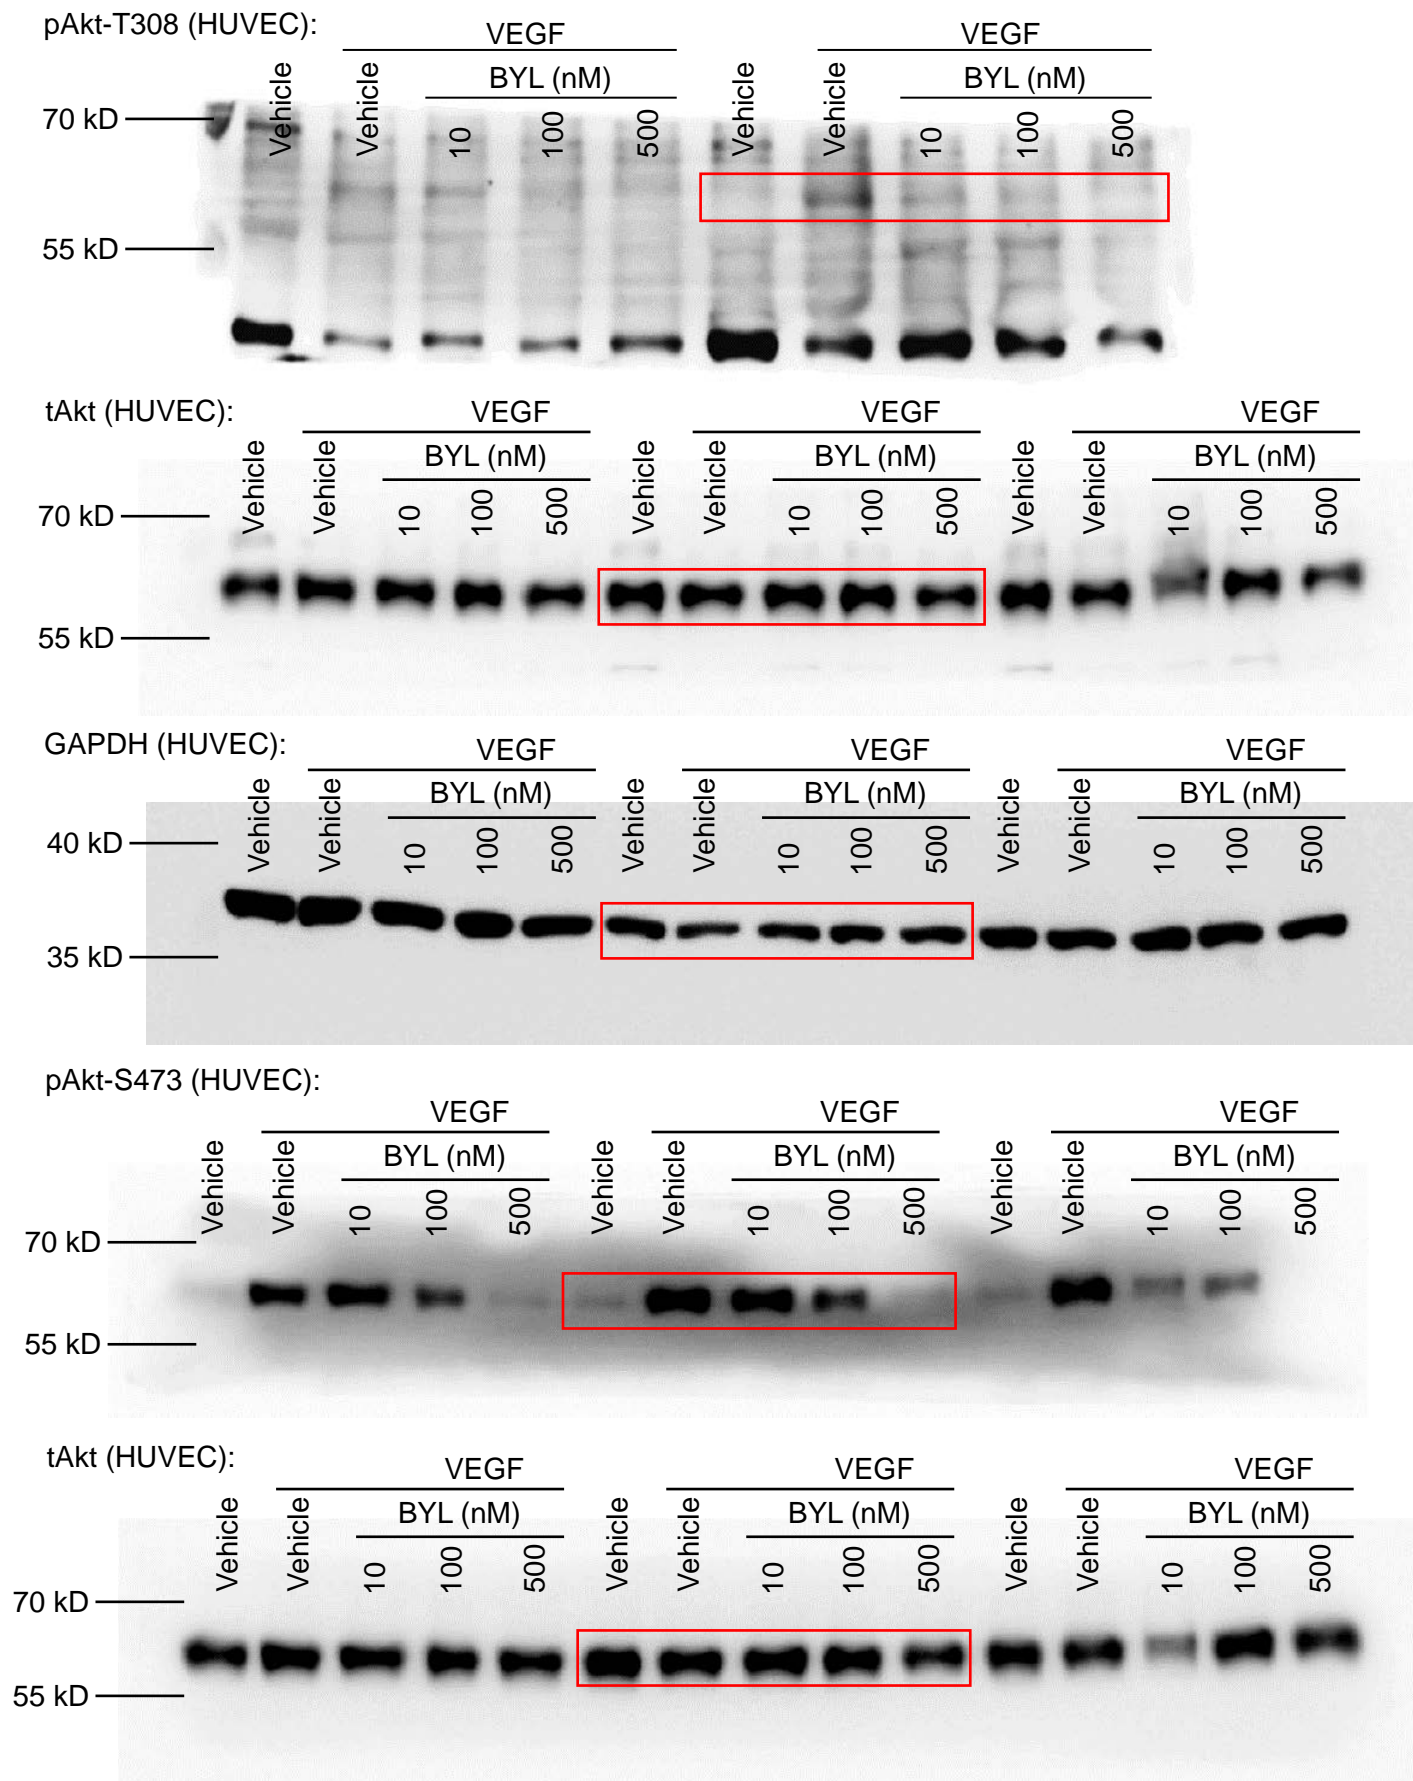 pAkt-T308 (HUVEC):
VEGF VEGF
BYL (nM) BYL (nM)
Vehicle Vehicle 10 100 500 Vehicle Vehicle 10 100 500
70 kD
55 kD
tAkt (HUVEC):
VEGF VEGF VEGF
BYL (nM) BYL (nM) BYL (nM)
Vehicle Vehicle 10 100 500 Vehicle Vehicle 10 100 500 Vehicle Vehicle 10 100 500
70 kD
55 kD
GAPDH (HUVEC):
VEGF VEGF VEGF
BYL (nM) BYL (nM) BYL (nM)
Vehicle Vehicle 10 100 500 Vehicle Vehicle 10 100 500 Vehicle Vehicle 10 100 500
40 kD
35 kD
pAkt-S473 (HUVEC):
VEGF VEGF VEGF
BYL (nM) BYL (nM) BYL (nM)
Vehicle Vehicle 10 100 500 Vehicle Vehicle 10 100 500 Vehicle Vehicle 10 100 500
70 kD
55 kD
tAkt (HUVEC):
VEGF VEGF VEGF
BYL (nM) BYL (nM) BYL (nM)
Vehicle Vehicle 10 100 500 Vehicle Vehicle 10 100 500 Vehicle Vehicle 10 100 500
70 kD
55 kD